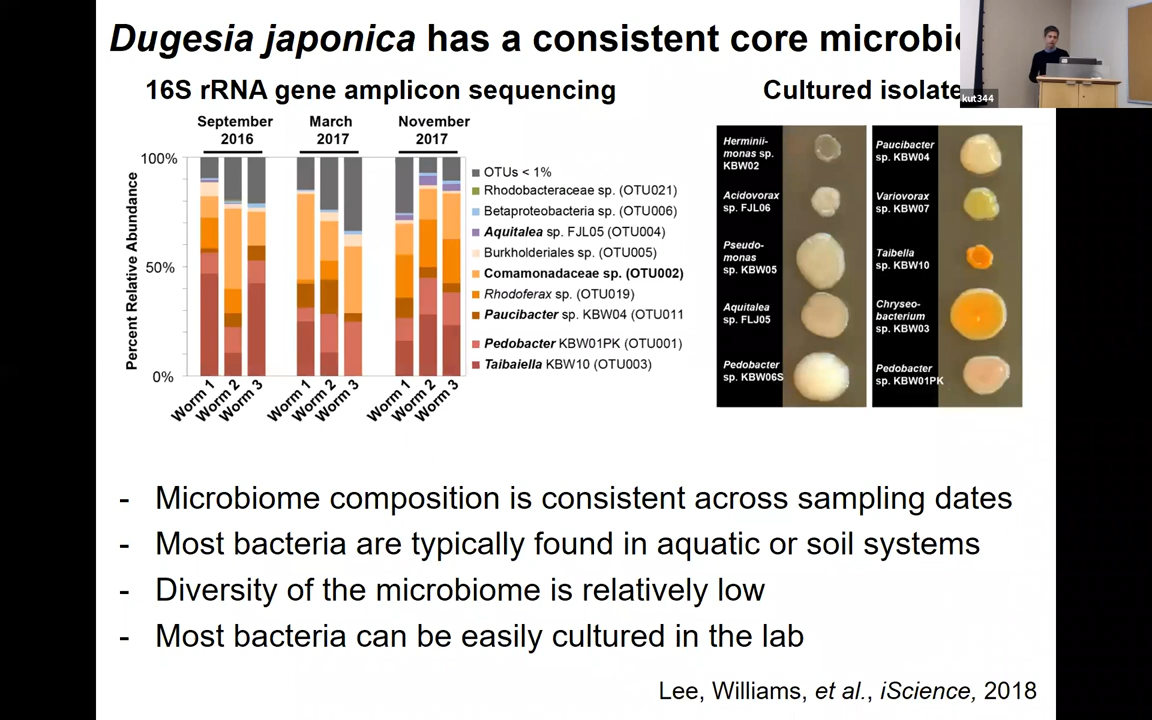 Dugesia japonica has a consistent core microbi
16S rRNA gene amplicon sequencing
Cultured isolate
kut344
September 2016
March 2017
November 2017
Percent Relative Abundance
100%
50%
0%
Worm 1
Worm 2
Worm 3
Worm 1
Worm 2
Worm 3
Worm 1
Worm 2
Worm 3
OTUs < 1%
Rhodobacteraceae sp. (OTU021)
Betaproteobacteria sp. (OTU006)
Aquitalea sp. FJL05 (OTU004)
Burkholderiales sp. (OTU005)
Comamonadaceae sp. (OTU002)
Rhodoferax sp. (OTU019)
Paucibacter sp. KBW04 (OTU011
Pedobacter KBW01PK (OTU001)
Taibaiella KBW10 (OTU003)
Herminii-
monas sp.
KBW02
Acidovorax
sp. FJL06
Pseudo-
monas
sp. KBW05
Aquitalea
sp. FLJ05
Pedobacter
sp. KBW06S
Paucibacter
sp. KBW04
Variovorax
sp. KBW07
Taibella
sp. KBW10
Chryseo-
bacterium
sp. KBW03
Pedobacter
sp. KBW01PK
- Microbiome composition is consistent across sampling dates
- Most bacteria are typically found in aquatic or soil systems
- Diversity of the microbiome is relatively low
- Most bacteria can be easily cultured in the lab
Lee, Williams, et al., iScience, 2018